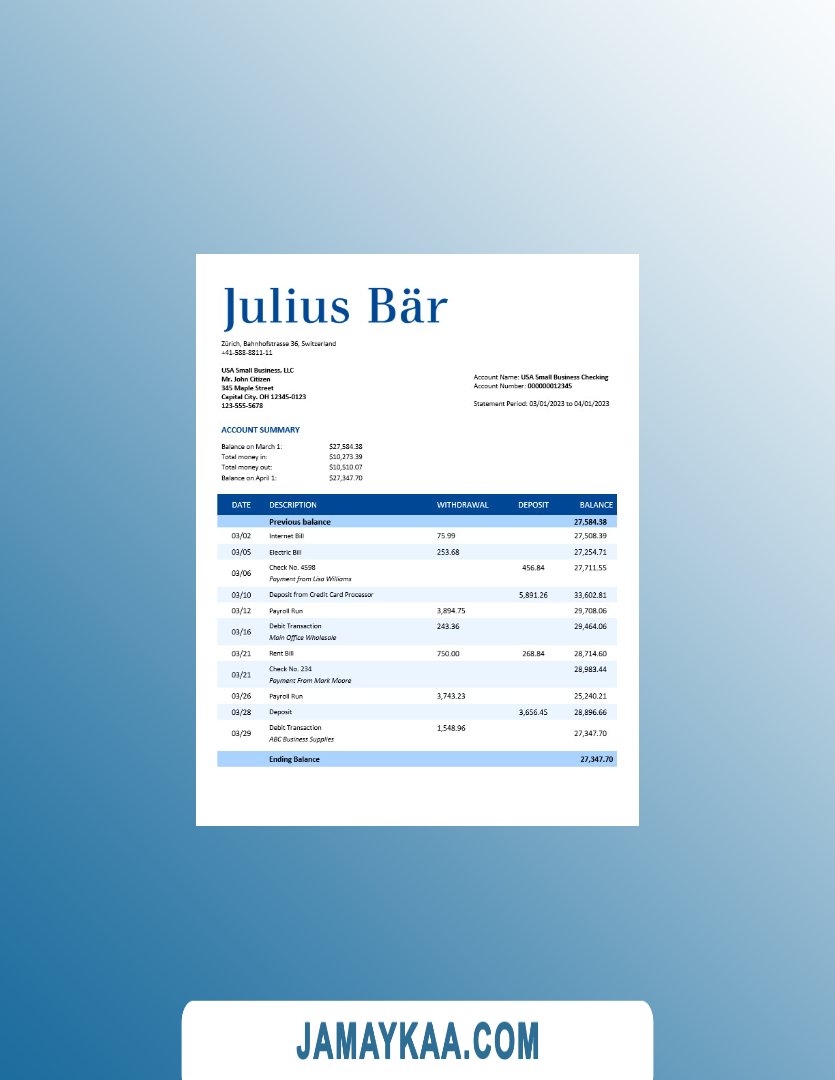 Julius Bär
Zürich, Bahnhofstrasse 36, Switzerland
+41-588-8811-11
USA Small Business, LLC
Mr. John Citizen
345 Maple Street
Capital City. OH 12345-0123
123-555-5678
Account Name: USA Small Business Checking
Account Number: 000000012345
Statement Period: 03/01/2023 to 04/01/2023
ACCOUNT SUMMARY
Balance on March 1: $27,584.38
Total money in: $10,273.39
Total money out: $10,510.07
Balance on April 1: $27,347.70
DATE DESCRIPTION WITHDRAWAL DEPOSIT BALANCE
Previous balance 27,584.38
03/02 Internet Bill 75.99 27,508.39
03/05 Electric Bill 253.68 27,254.71
03/06 Check No. 4598 456.84 27,711.55
Payment from Lisa Williams
03/10 Deposit from Credit Card Processor 5,891.26 33,602.81
03/12 Payroll Run 3,894.75 29,708.06
03/16 Debit Transaction 243.36 29,464.06
Main Office Wholesale
03/21 Rent Bill 750.00 268.84 28,714.60
03/21 Check No. 234 28,983.44
Payment From Mark Moore
03/26 Payroll Run 3,743.23 25,240.21
03/28 Deposit 3,656.45 28,896.66
03/29 Debit Transaction 1,548.96 27,347.70
ABC Business Supplies
Ending Balance 27,347.70
JAMAYKAA.COM